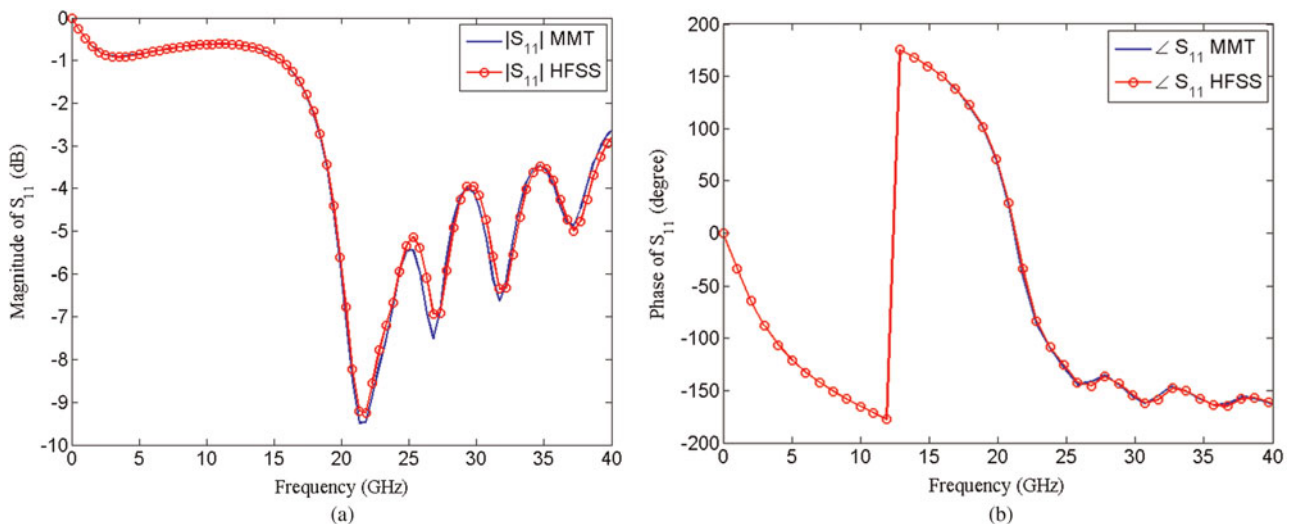 0
-1
-2
-3
-4
-5
-6
-7
-8
-9
-10
0 5 10 15 20 25 30 35 40
Magnitude of S11 (dB)
Frequency (GHz)
|S11| MMT
|S11| HFSS
(a)
200
150
100
50
0
-50
-100
-150
-200
0 5 10 15 20 25 30 35 40
Phase of S11 (degree)
Frequency (GHz)
∠ S11 MMT
∠ S11 HFSS
(b)